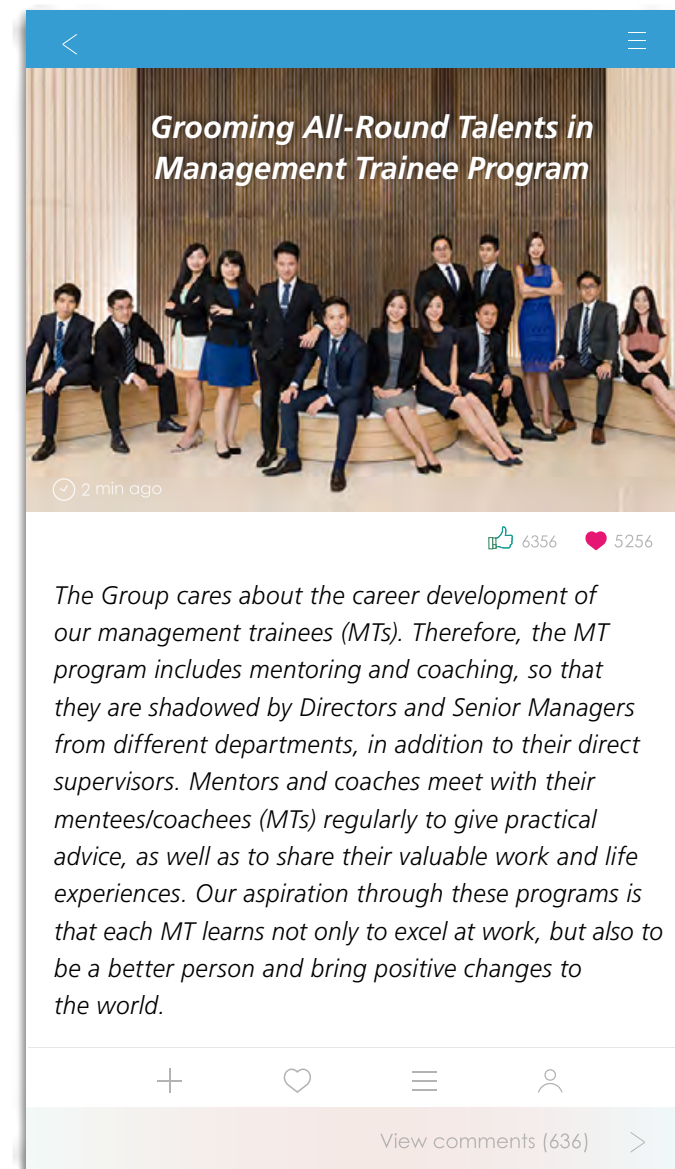 Grooming All-Round Talents in
Management Trainee Program
2 min ago
6356 5256
The Group cares about the career development of
our management trainees (MTs). Therefore, the MT
program includes mentoring and coaching, so that
they are shadowed by Directors and Senior Managers
from different departments, in addition to their direct
supervisors. Mentors and coaches meet with their
mentees/coachees (MTs) regularly to give practical
advice, as well as to share their valuable work and life
experiences. Our aspiration through these programs is
that each MT learns not only to excel at work, but also to
be a better person and bring positive changes to
the world.
View comments (636)